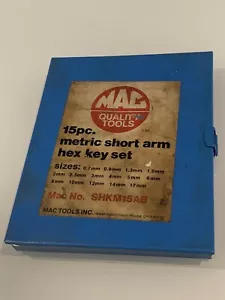 MAC
QUALITY
TOOLS
15pc.
metric short arm
hex key set
sizes: 0.7mm 0.9mm 1.3mm 1.5mm
2mm 2.5mm 3mm 4mm 5mm 6mm
8mm 10mm 12mm 14mm 17mm
Mac No. SHKM15AB
MAC TOOLS INC.